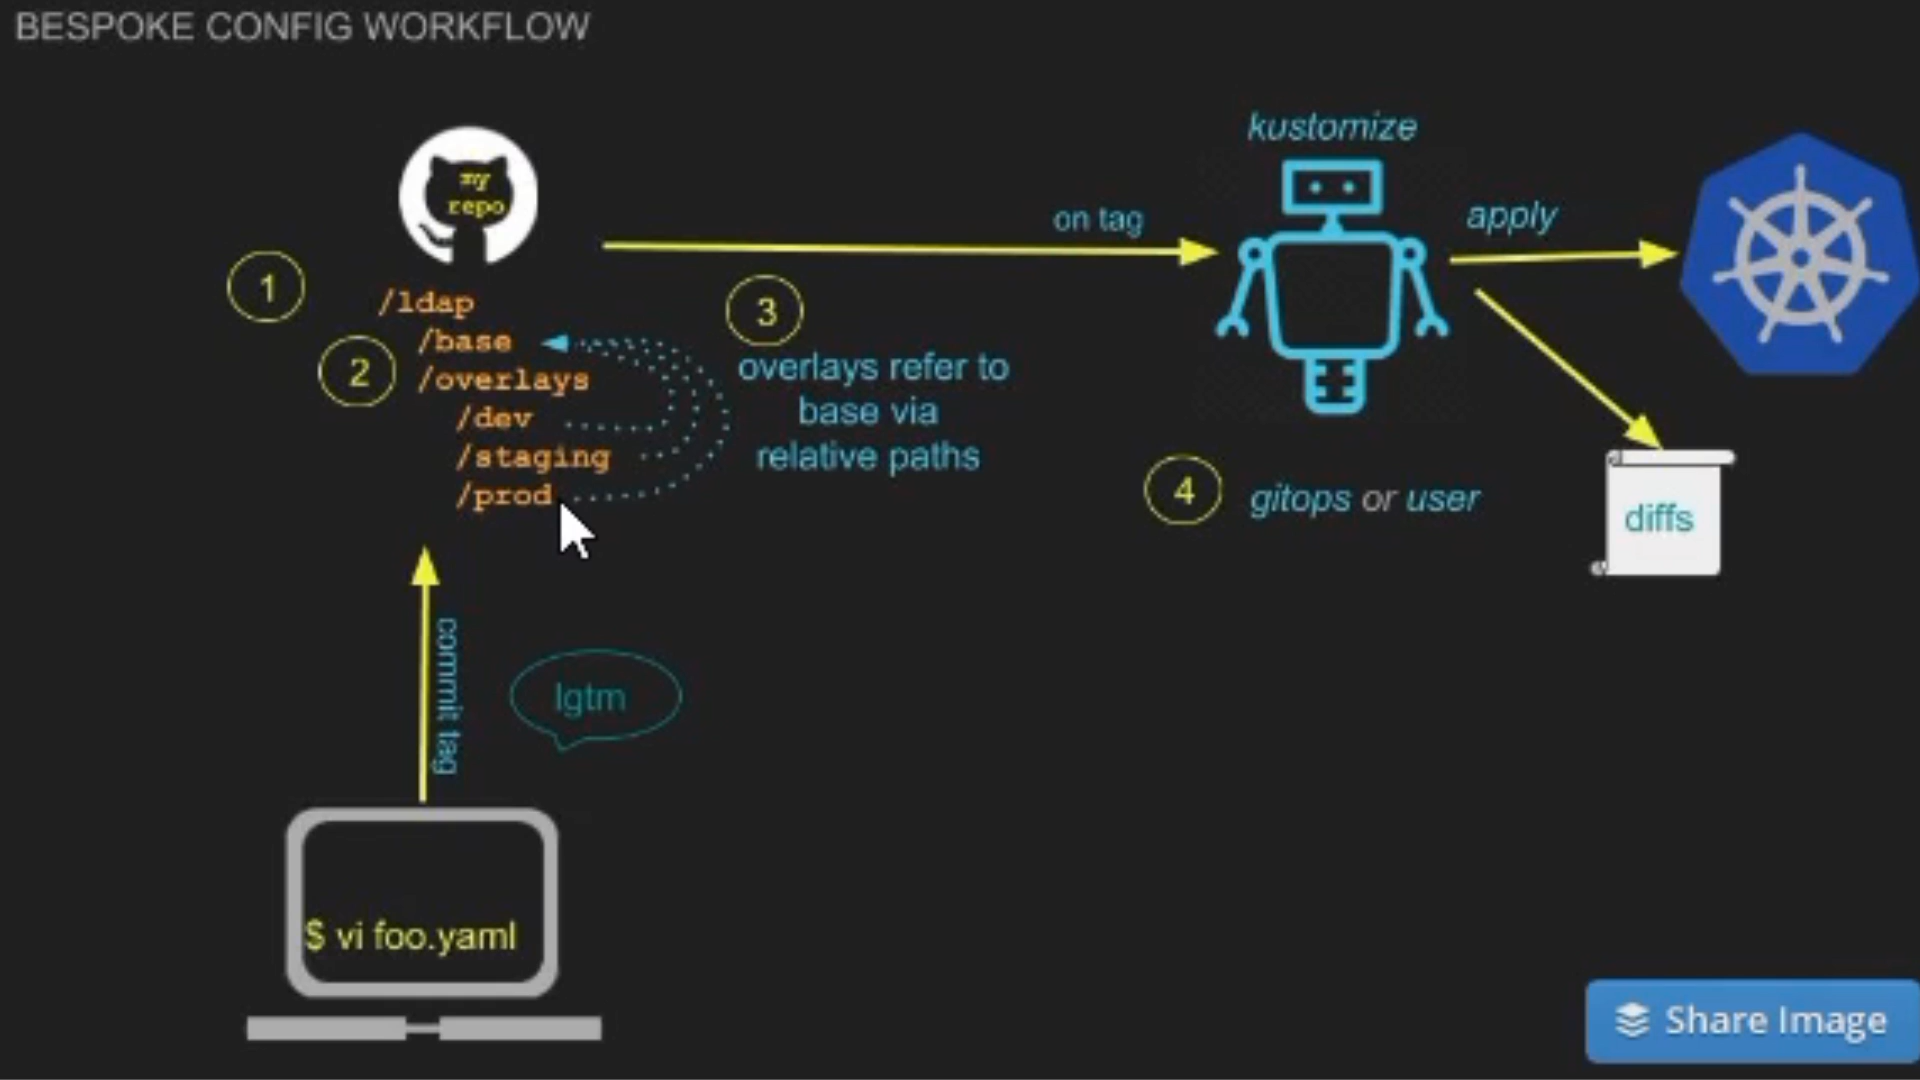 BESPOKE CONFIG WORKFLOW
my
repo
kustomize
on tag
apply
1
/ldap
/base
2
/overlays
/dev
/staging
/prod
3
overlays refer to
base via
relative paths
4
gitops or user
diffs
commit tag
lgtm
$ vi foo.yaml
Share Image